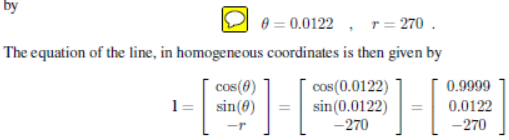 by
θ = 0.0122 , r = 270 .
The equation of the line, in homogeneous coordinates is then given by
l = [ cos(θ) sin(θ) −r ] = [ cos(0.0122) sin(0.0122) −270 ] = [ 0.9999 0.0122 −270 ]